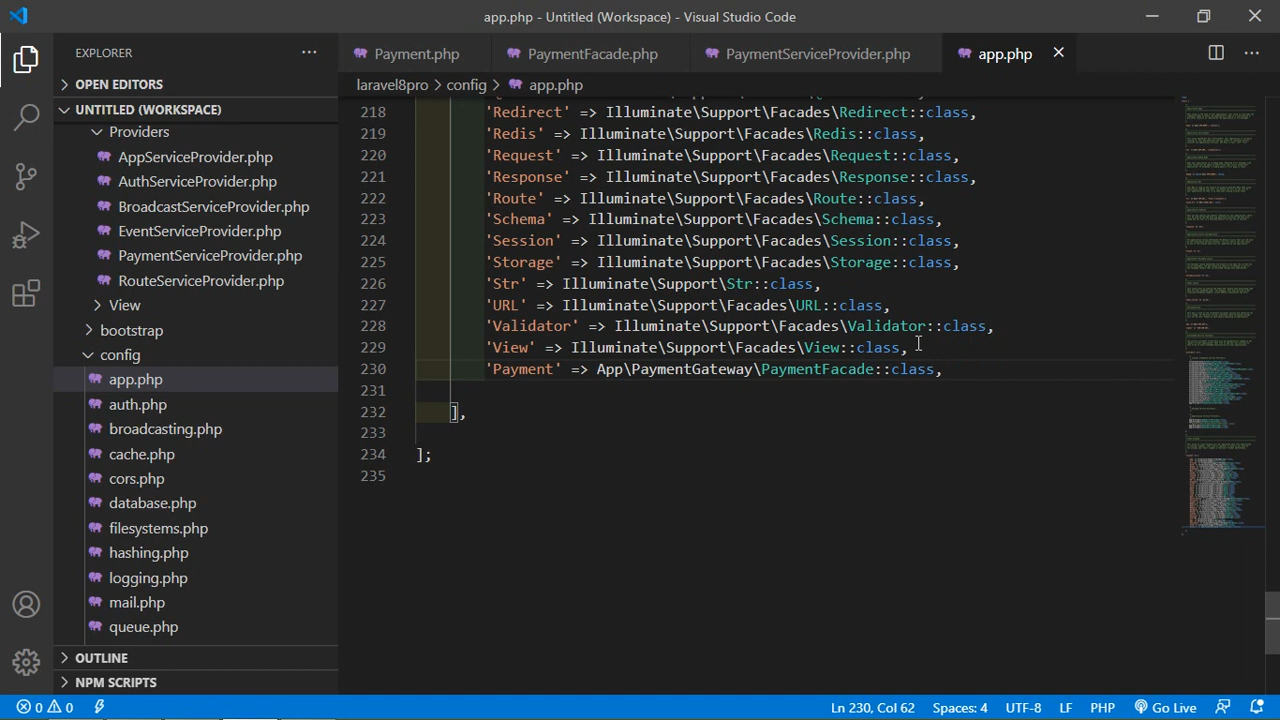 app.php - Untitled (Workspace) - Visual Studio Code
EXPLORER
Payment.php
PaymentFacade.php
PaymentServiceProvider.php
app.php
OPEN EDITORS
UNTITLED (WORKSPACE)
Providers
AppServiceProvider.php
AuthServiceProvider.php
BroadcastServiceProvider.php
EventServiceProvider.php
PaymentServiceProvider.php
RouteServiceProvider.php
View
bootstrap
config
app.php
auth.php
broadcasting.php
cache.php
cors.php
database.php
filesystems.php
hashing.php
logging.php
mail.php
queue.php
OUTLINE
NPM SCRIPTS
laravel8pro > config > app.php
218 'Redirect' => Illuminate\Support\Facades\Redirect::class,
219 'Redis' => Illuminate\Support\Facades\Redis::class,
220 'Request' => Illuminate\Support\Facades\Request::class,
221 'Response' => Illuminate\Support\Facades\Response::class,
222 'Route' => Illuminate\Support\Facades\Route::class,
223 'Schema' => Illuminate\Support\Facades\Schema::class,
224 'Session' => Illuminate\Support\Facades\Session::class,
225 'Storage' => Illuminate\Support\Facades\Storage::class,
226 'Str' => Illuminate\Support\Str::class,
227 'URL' => Illuminate\Support\Facades\URL::class,
228 'Validator' => Illuminate\Support\Facades\Validator::class,
229 'View' => Illuminate\Support\Facades\View::class,
230 'Payment' => App\PaymentGateway\PaymentFacade::class,
231
232 ],
233
234 ];
235
0 0
Ln 230, Col 62
Spaces: 4
UTF-8
LF
PHP
Go Live